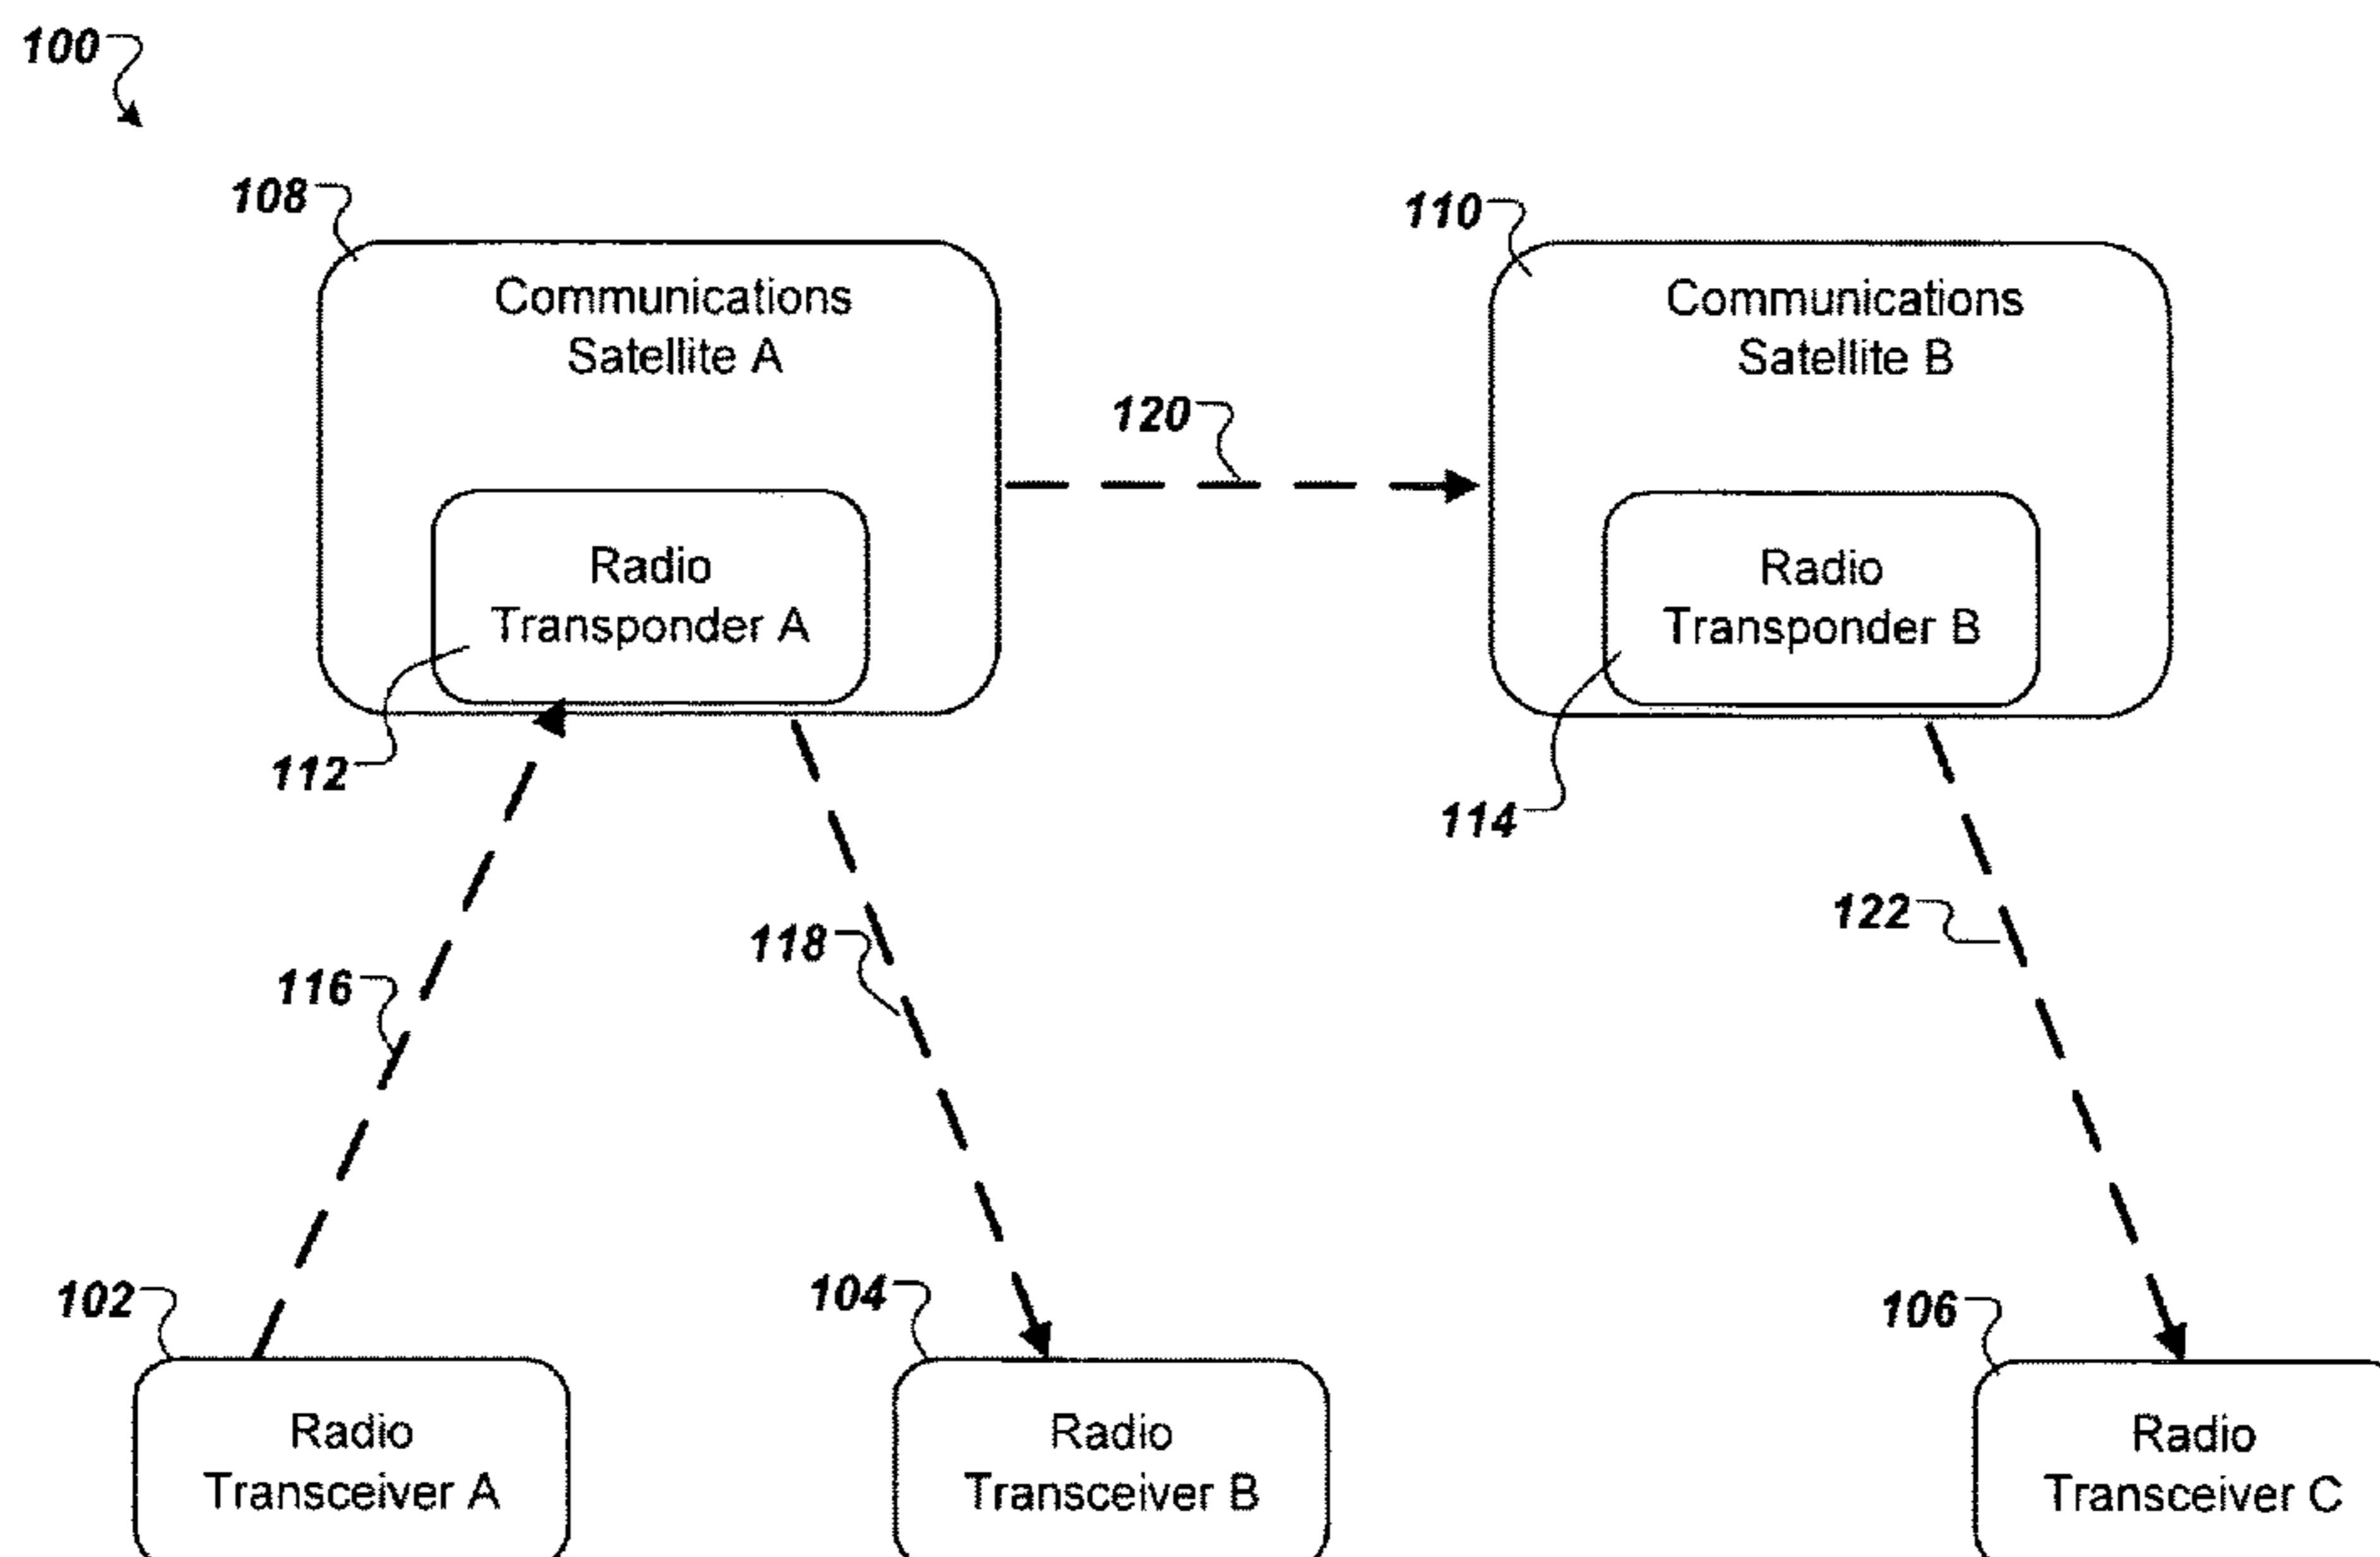 100
108
110
Communications
Satellite A
Communications
Satellite B
120
Radio
Transponder A
Radio
Transponder B
112
114
122
118
116
102
104
106
Radio
Transceiver A
Radio
Transceiver B
Radio
Transceiver C